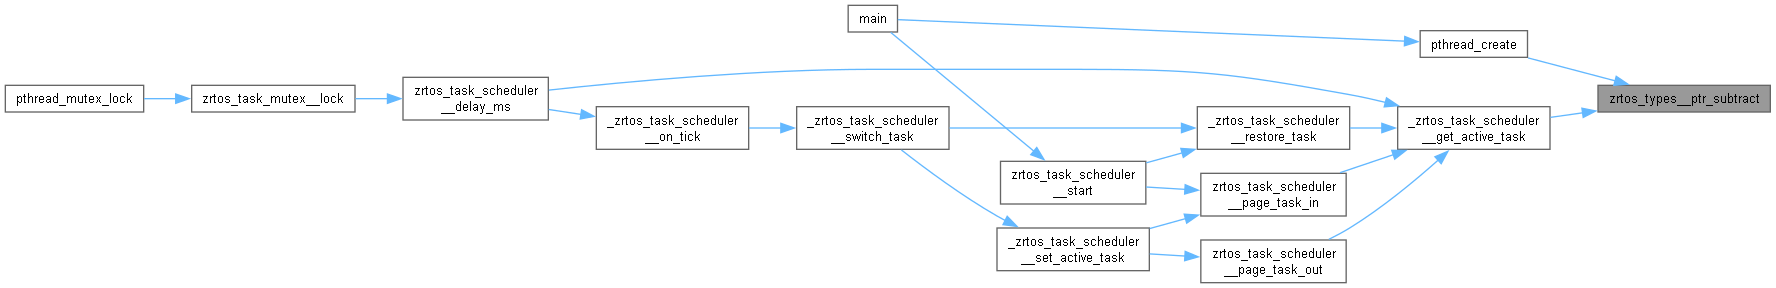 main
pthread_create
pthread_mutex_lock
zrtos_task_mutex__lock
zrtos_task_scheduler
__delay_ms
_zrtos_task_scheduler
__on_tick
_zrtos_task_scheduler
__switch_task
zrtos_task_scheduler
__start
_zrtos_task_scheduler
__set_active_task
_zrtos_task_scheduler
__restore_task
zrtos_task_scheduler
__page_task_in
zrtos_task_scheduler
__page_task_out
_zrtos_task_scheduler
__get_active_task
zrtos_types__ptr_subtract